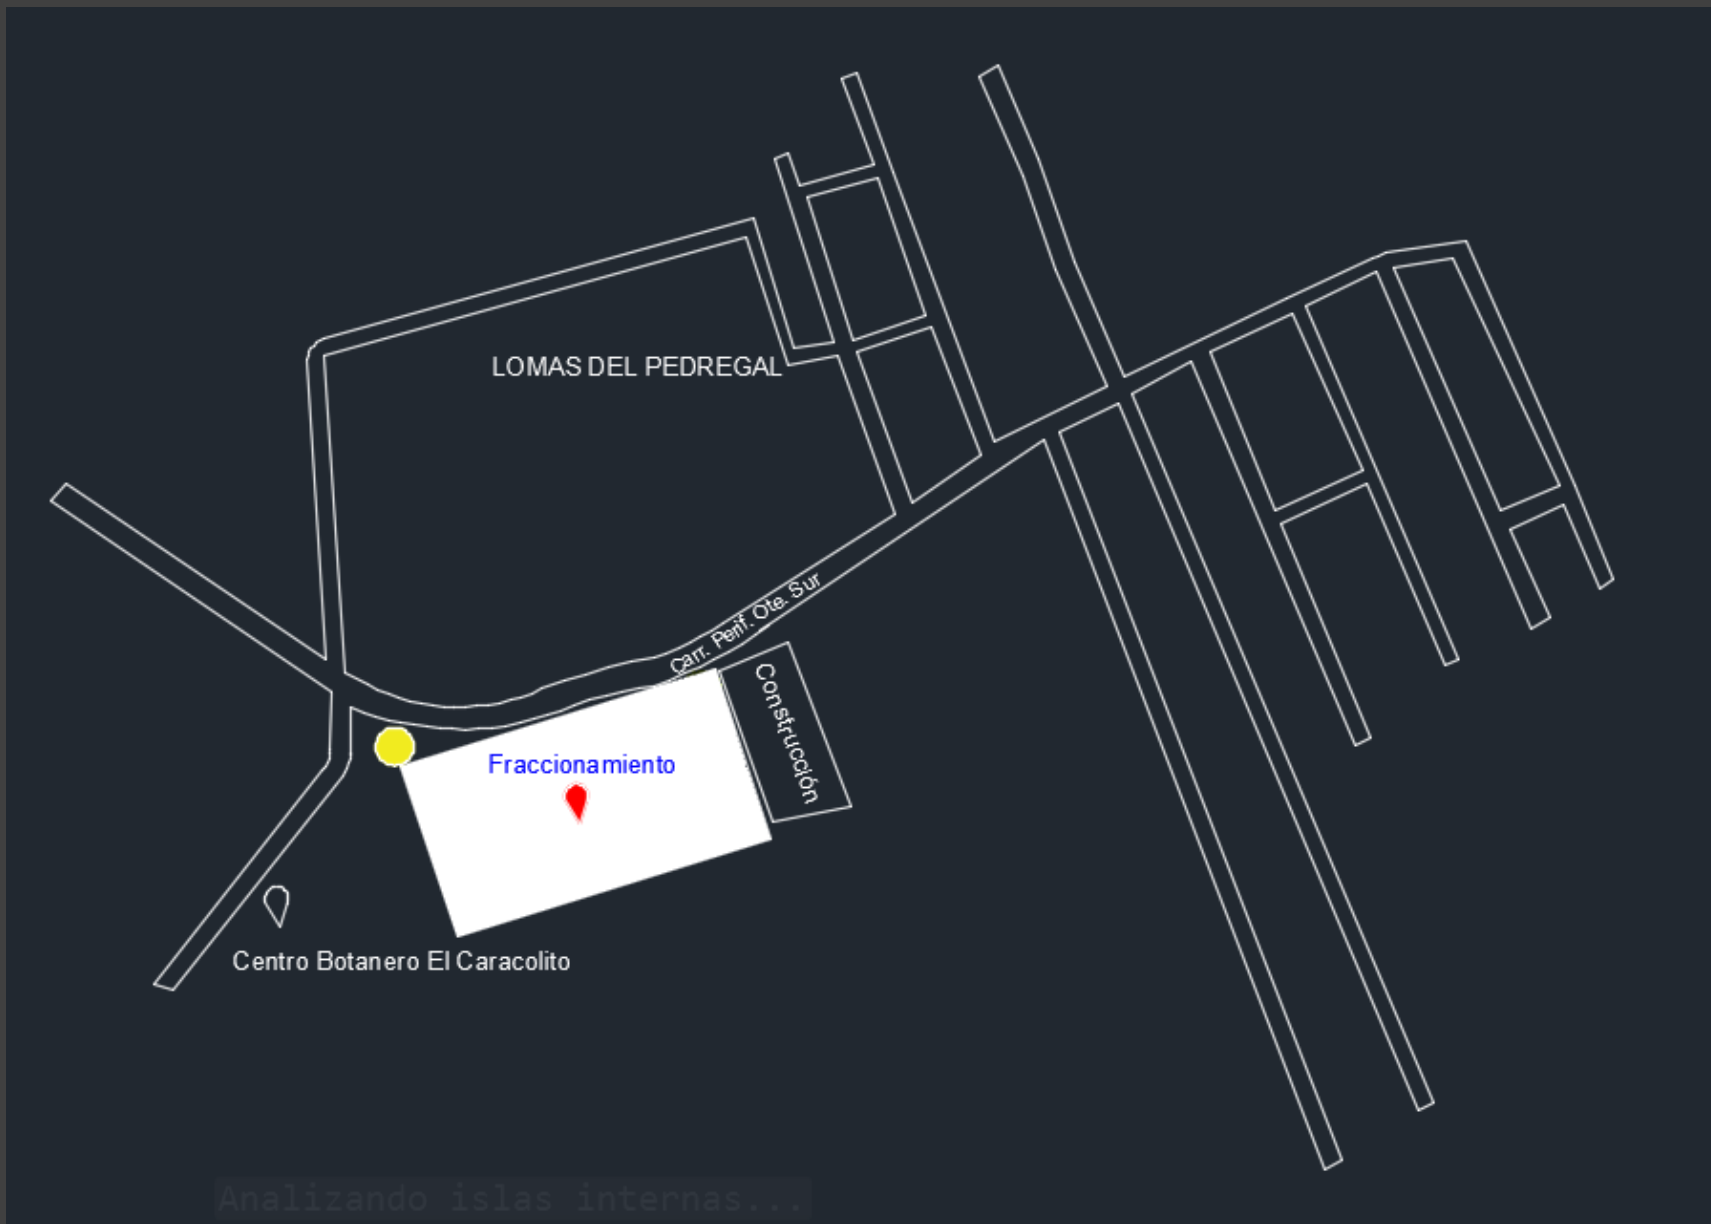 LOMAS DEL PEDREGAL
Carr. Perif. Ote. Sur
Construcción
Fraccionamiento
Centro Botanero El Caracolito
Analizando islas internas...